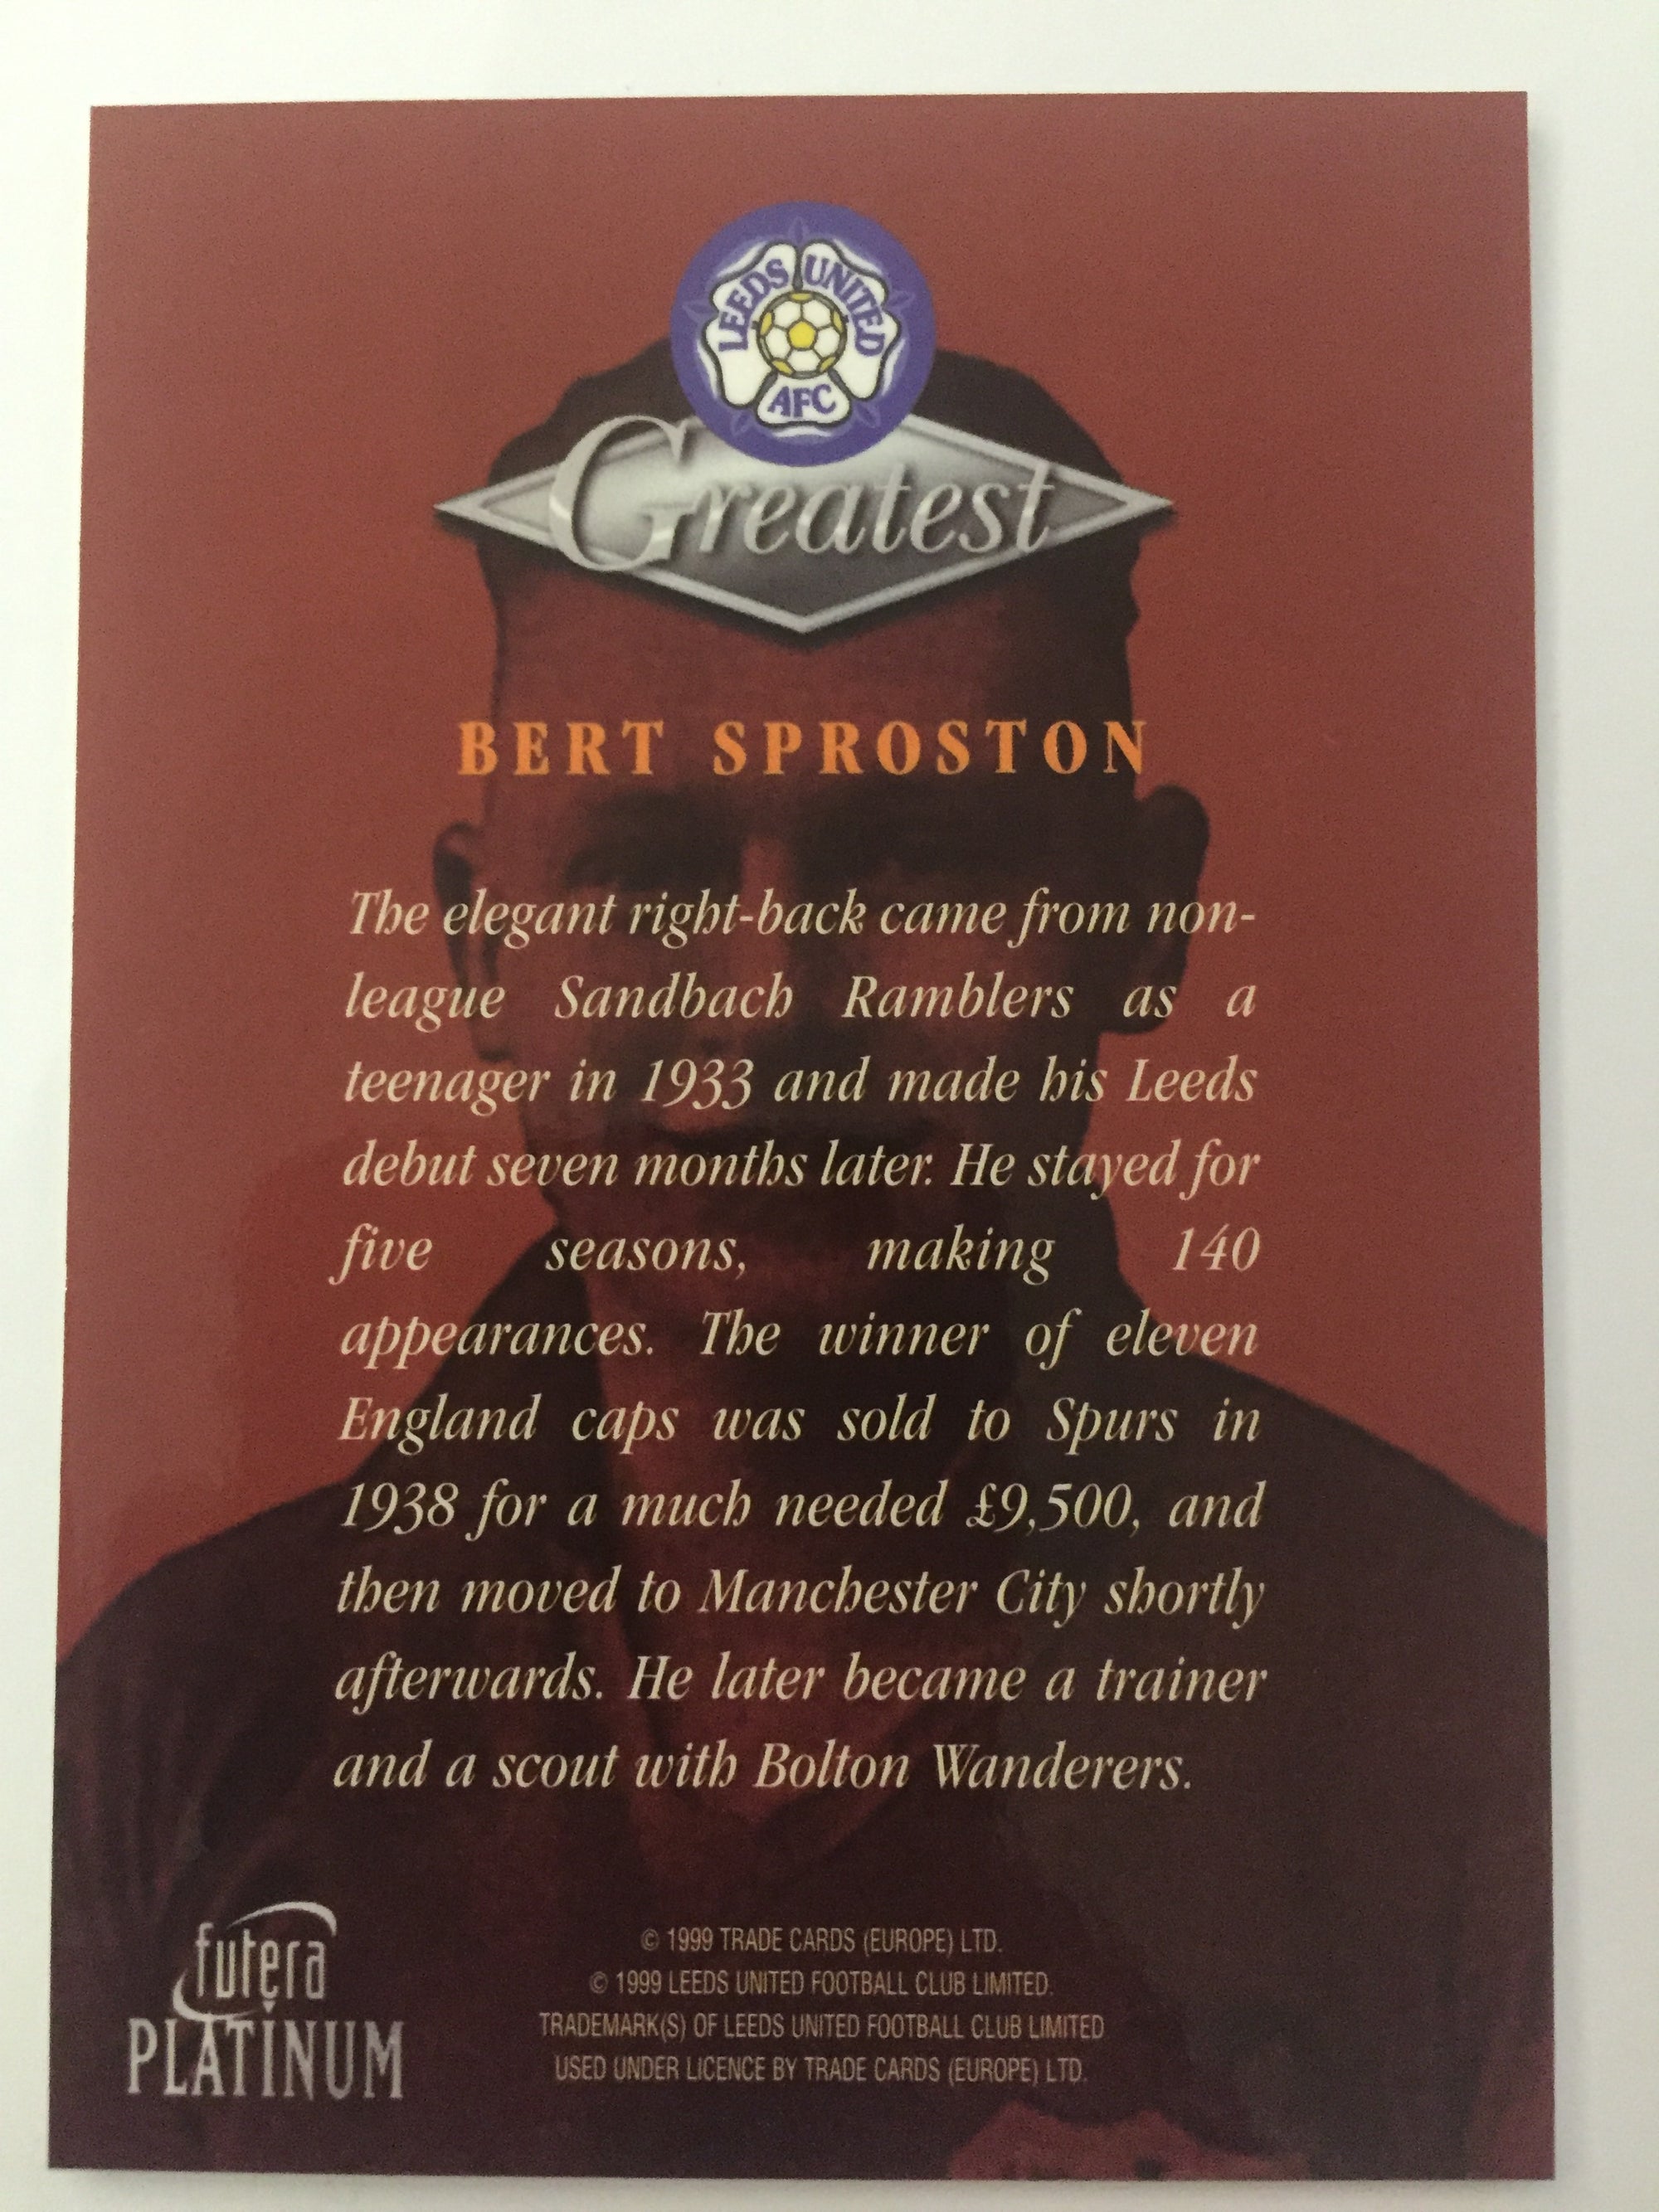 LEEDS UNITED
AFC
Greatest
BERT SPROSTON
The elegant right-back came from non-
league Sandbach Ramblers as a
teenager in 1933 and made his Leeds
debut seven months later. He stayed for
five seasons, making 140
appearances. The winner of eleven
England caps was sold to Spurs in
1938 for a much needed £9,500, and
then moved to Manchester City shortly
afterwards. He later became a trainer
and a scout with Bolton Wanderers.
futera
PLATINUM
© 1999 TRADE CARDS (EUROPE) LTD.
© 1999 LEEDS UNITED FOOTBALL CLUB LIMITED.
TRADEMARK(S) OF LEEDS UNITED FOOTBALL CLUB LIMITED
USED UNDER LICENCE BY TRADE CARDS (EUROPE) LTD.